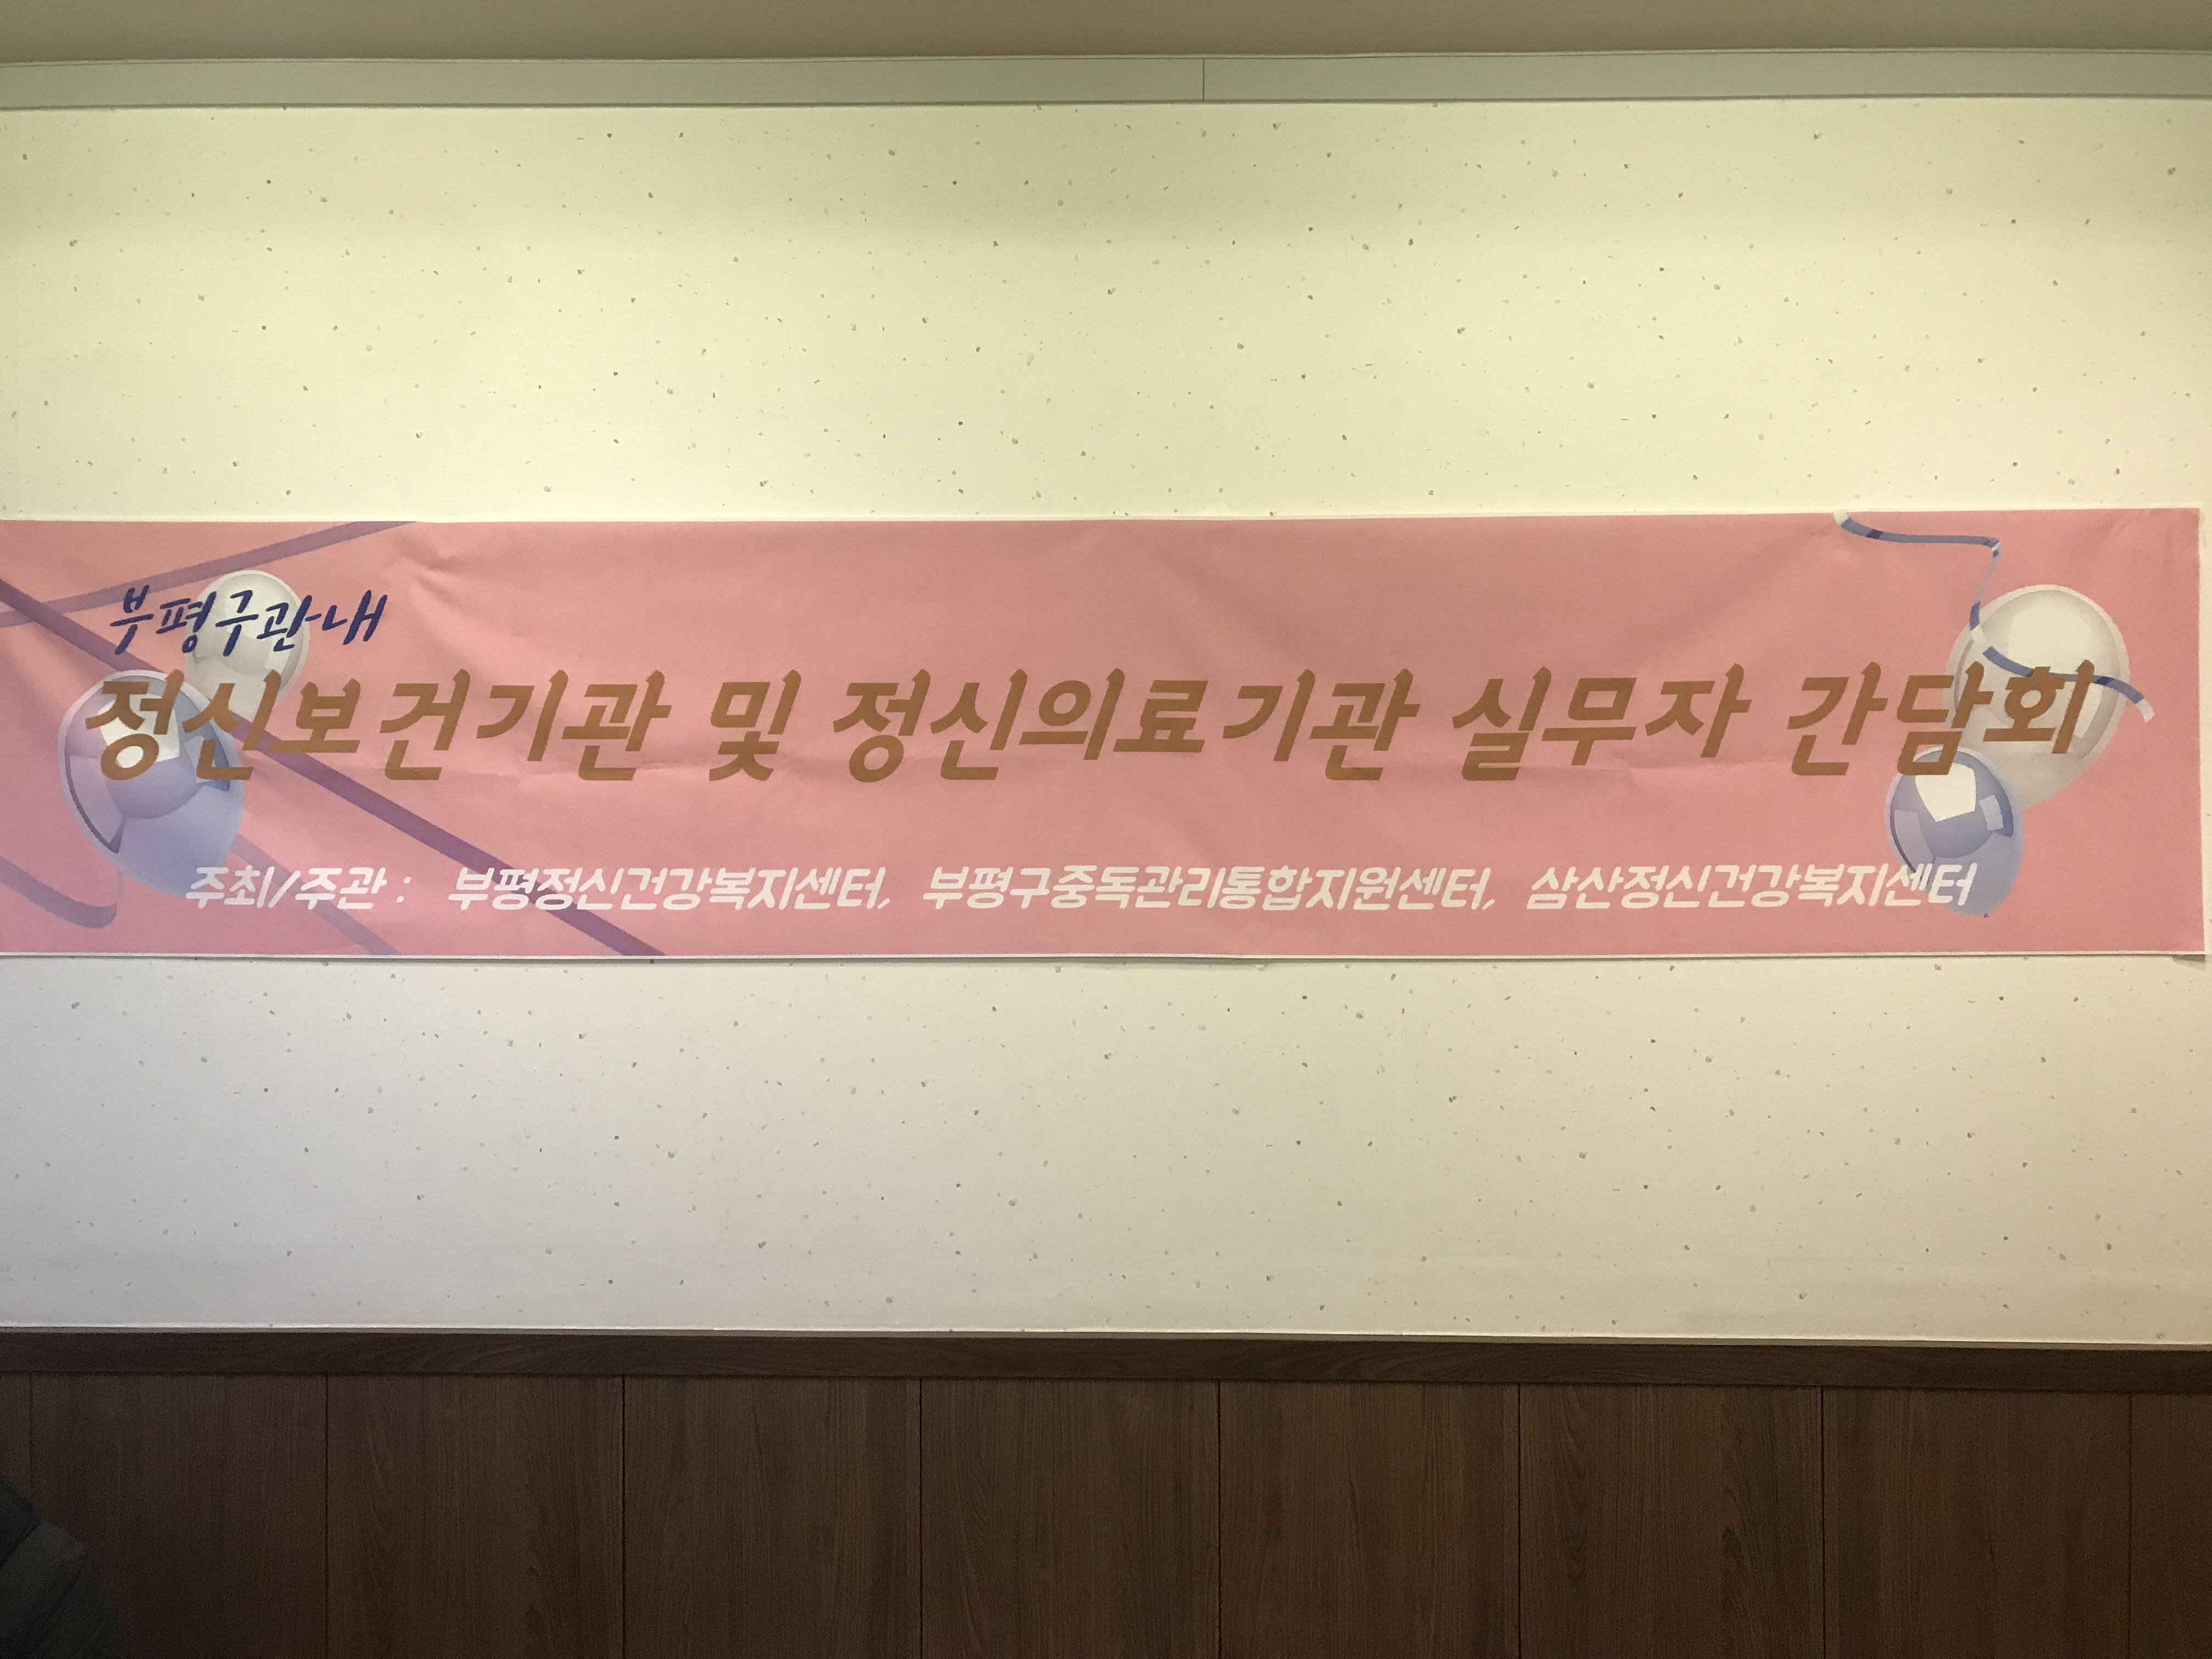 부평구관내
정신보건기관 및 정신의료기관 실무자 간담회
주최/주관 : 부평정신건강복지센터, 부평구중독관리통합지원센터, 삼산정신건강복지센터